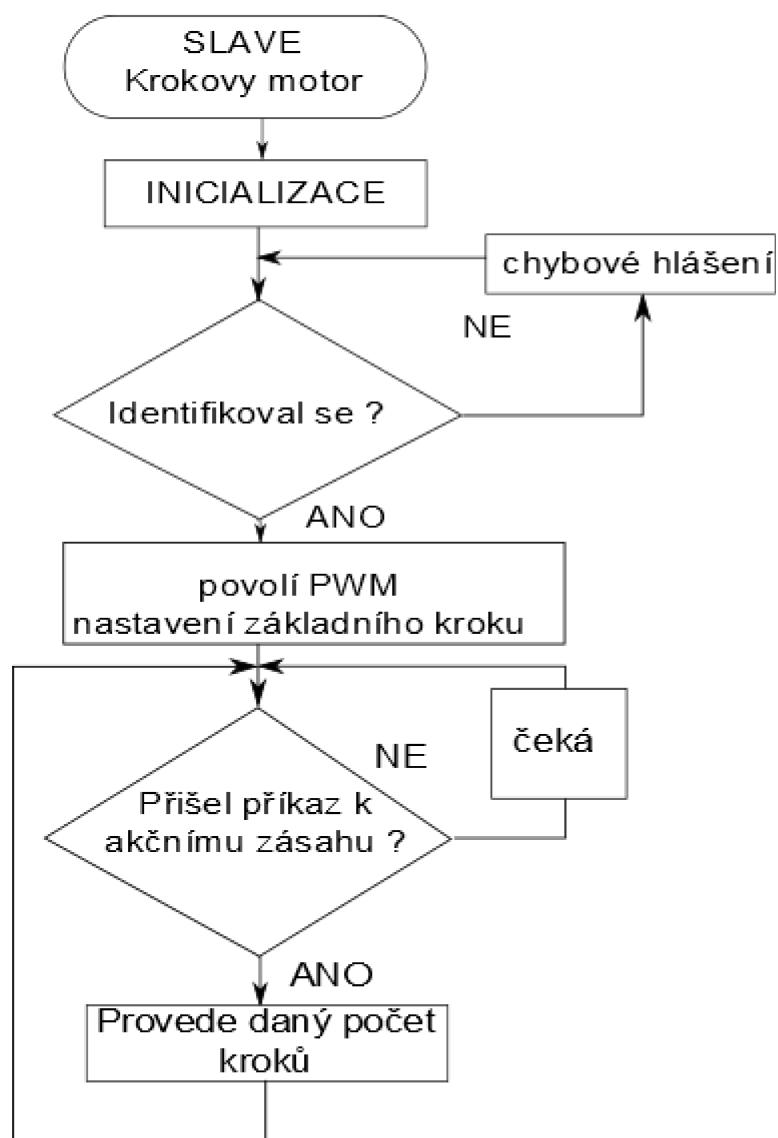 SLAVE
Krokovy motor
INICIALIZACE
chybové hlášení
NE
Identifikoval se ?
ANO
povolí PWM
nastavení základního kroku
čeká
NE
Přišel příkaz k
akčnímu zásahu ?
ANO
Provede daný počet
kroků